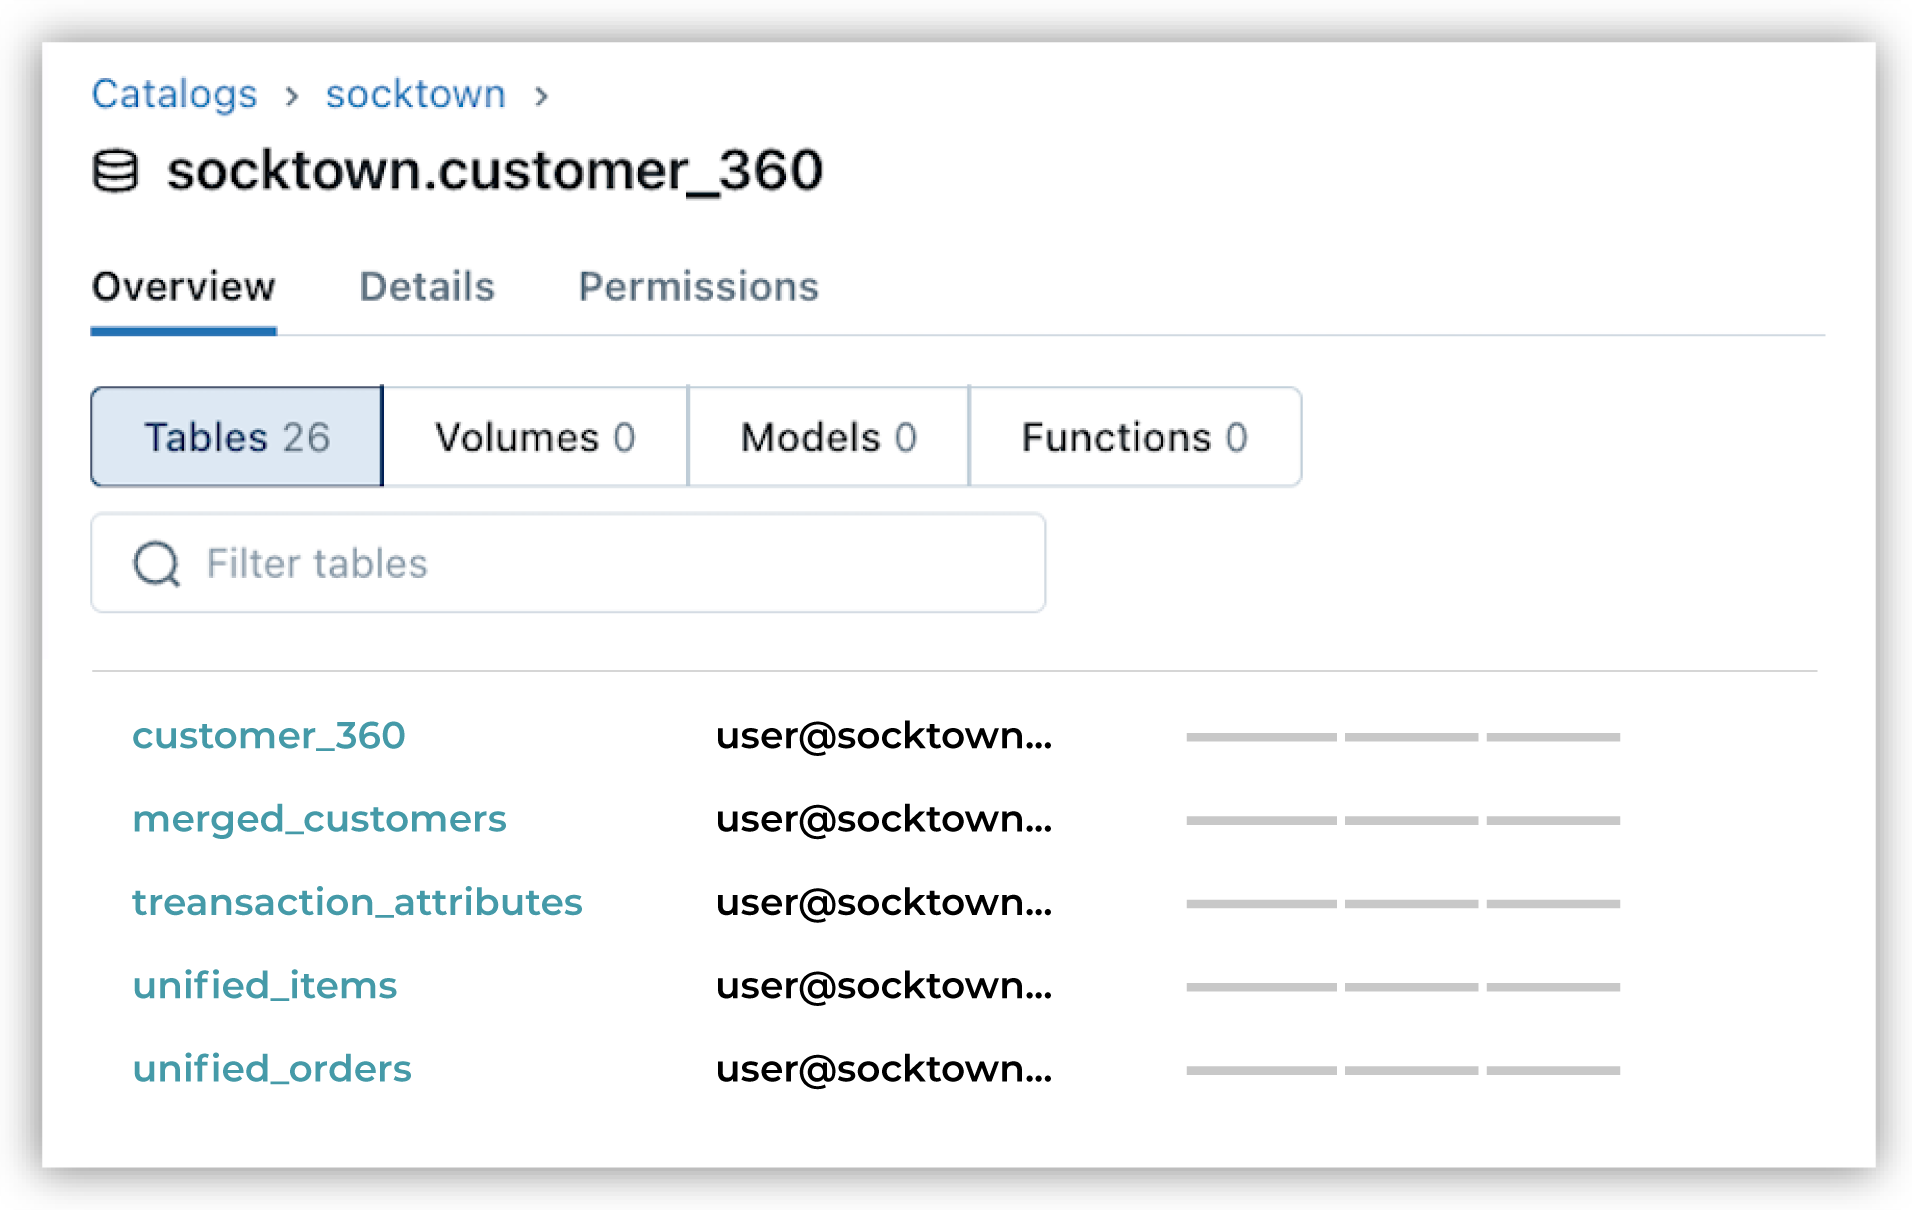 Catalogs > socktown >
socktown.customer_360
Overview Details Permissions
Tables 26 Volumes 0 Models 0 Functions 0
Filter tables
customer_360 user@socktown...
merged_customers user@socktown...
treansaction_attributes user@socktown...
unified_items user@socktown...
unified_orders user@socktown...